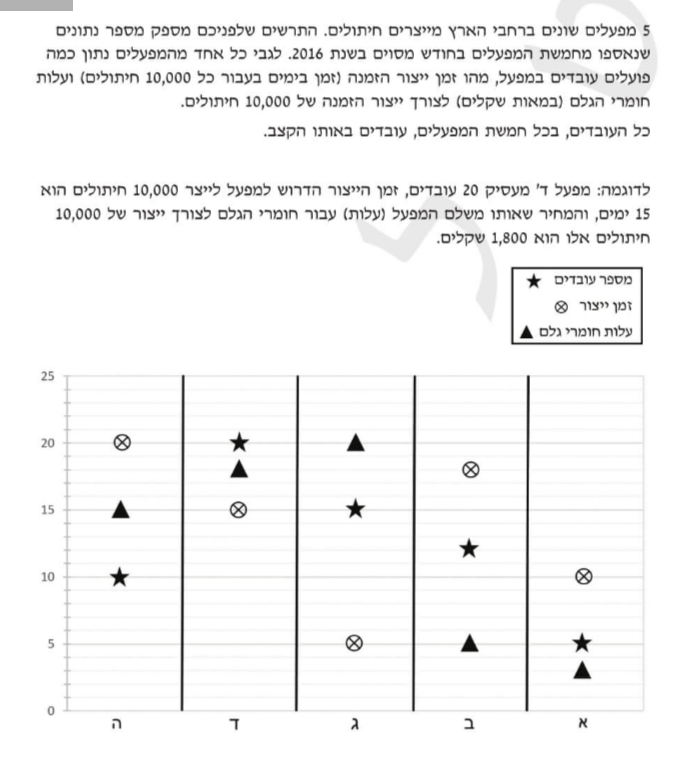 5 מפעלים שונים ברחבי הארץ מייצרים חיתולים. התרשים שלפניכם מספק מספר נתונים
שנאספו מחמשת המפעלים בחודש מסוים בשנת 2016. לגבי כל אחד מהמפעלים נתון כמה
פועלים עובדים במפעל, מהו זמן ייצור הזמנה (זמן בימים בעבור כל 10,000 חיתולים) ועלות
חומרי הגלם (במאות שקלים) לצורך ייצור הזמנה של 10,000 חיתולים.
כל העובדים, בכל חמשת המפעלים, עובדים באותו הקצב.
לדוגמה: מפעל ד' מעסיק 20 עובדים, זמן הייצור הדרוש למפעל לייצר 10,000 חיתולים הוא
15 ימים, והמחיר שאותו משלם המפעל (עלות) עבור חומרי הגלם לצורך ייצור של 10,000
חיתולים אלו הוא 1,800 שקלים.
מספר עובדים
זמן ייצור
עלות חומרי גלם
25
20
15
10
5
0
א ב ג ד ה